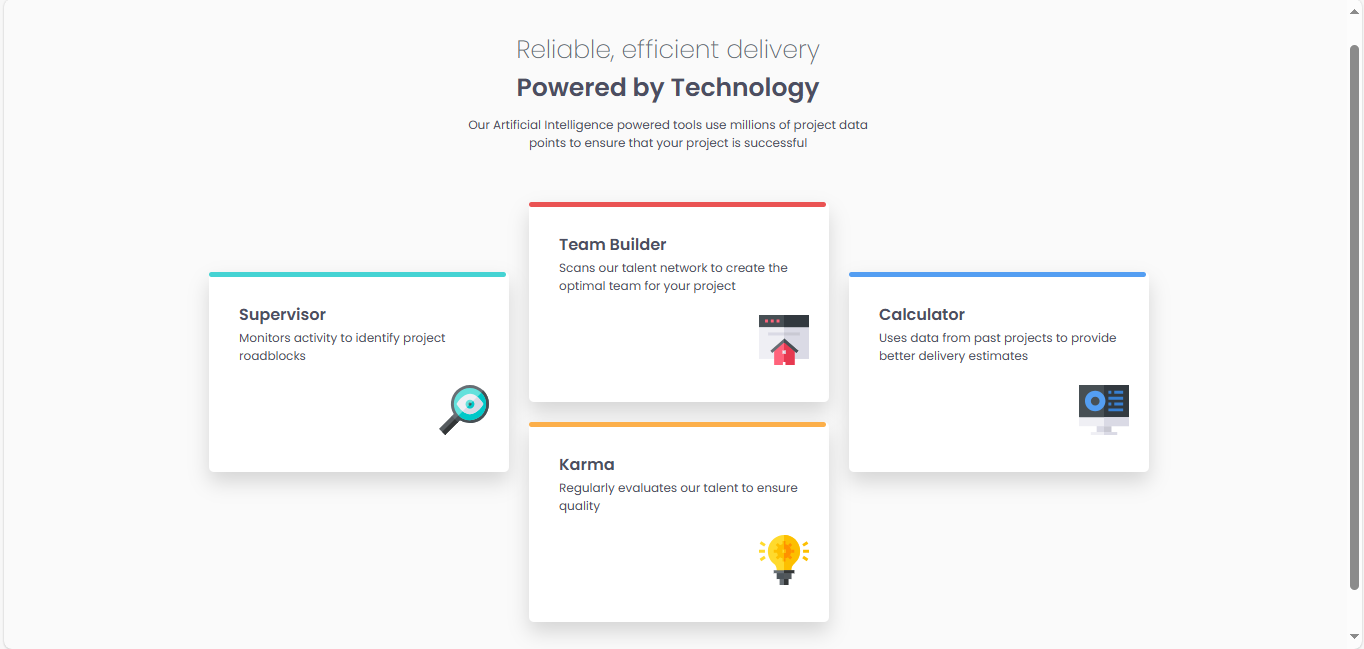 Reliable, efficient delivery
Powered by Technology
Our Artificial Intelligence powered tools use millions of project data
points to ensure that your project is successful
Supervisor
Monitors activity to identify project
roadblocks
Team Builder
Scans our talent network to create the
optimal team for your project
Karma
Regularly evaluates our talent to ensure
quality
Calculator
Uses data from past projects to provide
better delivery estimates